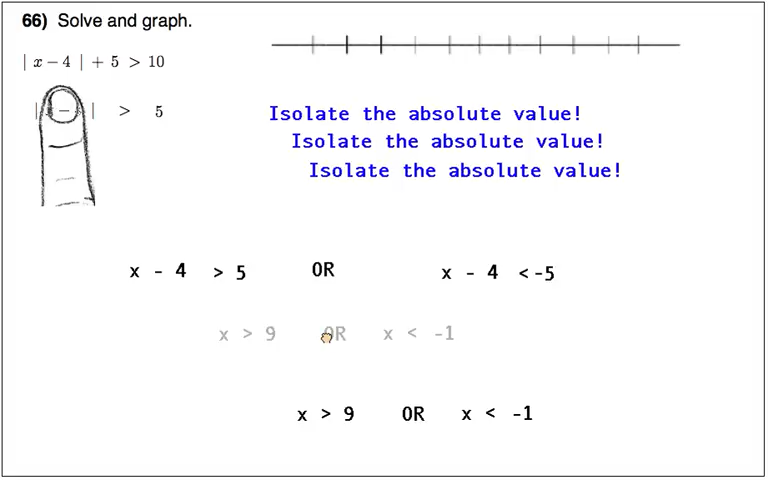 66) Solve and graph.
| x − 4 | + 5 > 10
| − | > 5
Isolate the absolute value!
Isolate the absolute value!
Isolate the absolute value!
x - 4 > 5 OR x - 4 < -5
x > 9 OR x < -1
x > 9 OR x < -1